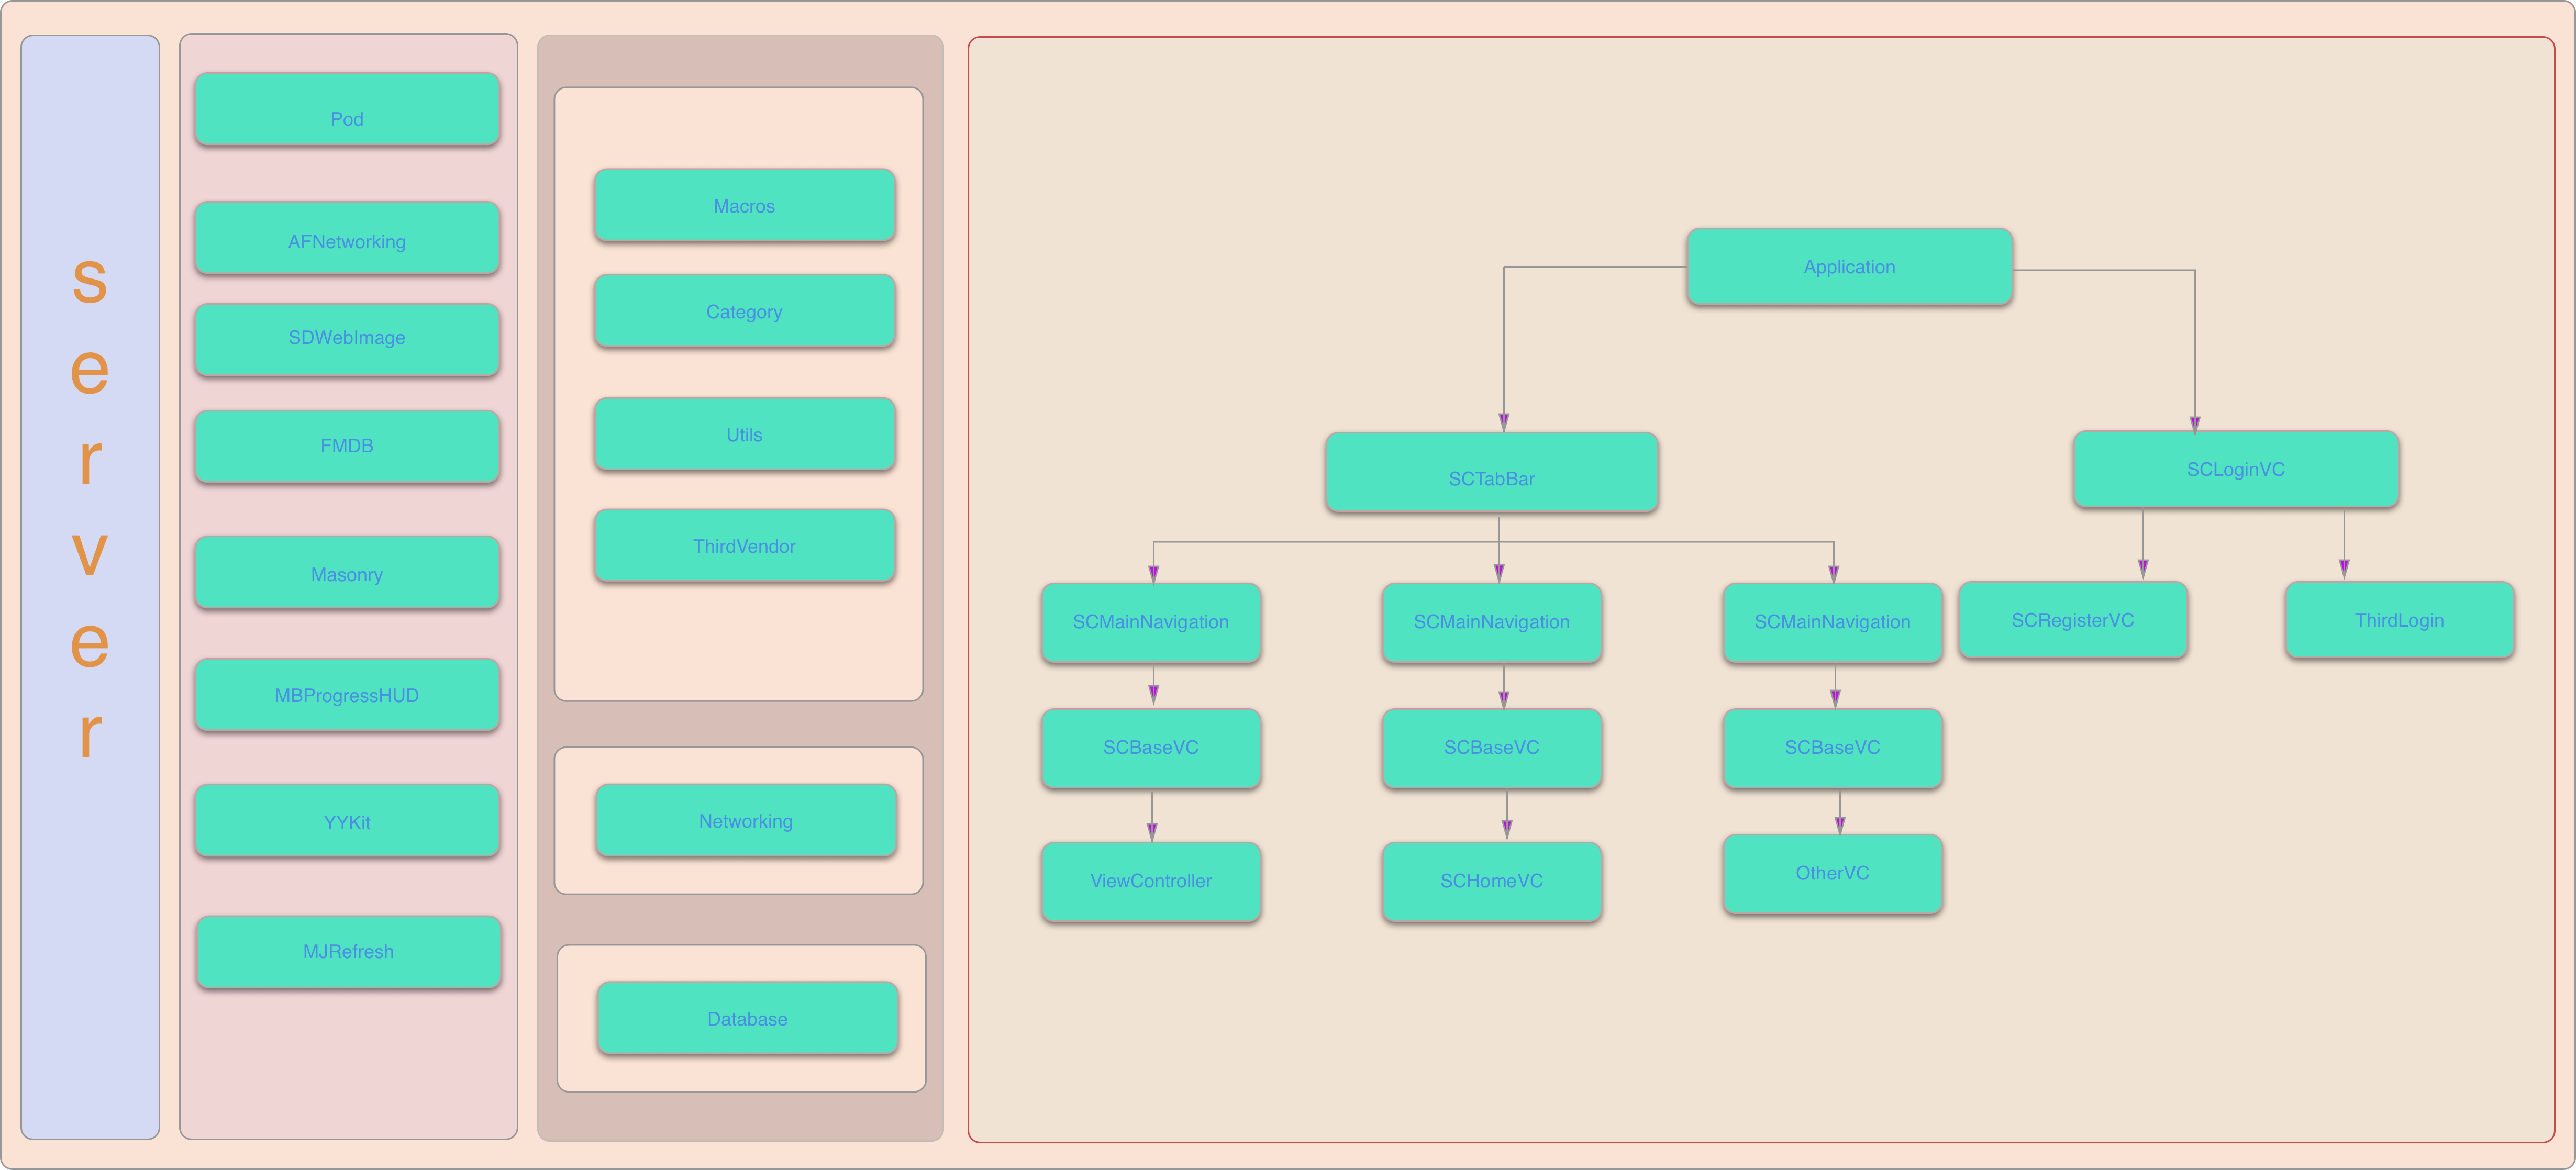 server
Pod
AFNetworking
SDWebImage
FMDB
Masonry
MBProgressHUD
YYKit
MJRefresh
Macros
Category
Utils
ThirdVendor
Networking
Database
Application
SCTabBar
SCLoginVC
SCMainNavigation
SCMainNavigation
SCMainNavigation
SCRegisterVC
ThirdLogin
SCBaseVC
SCBaseVC
SCBaseVC
ViewController
SCHomeVC
OtherVC